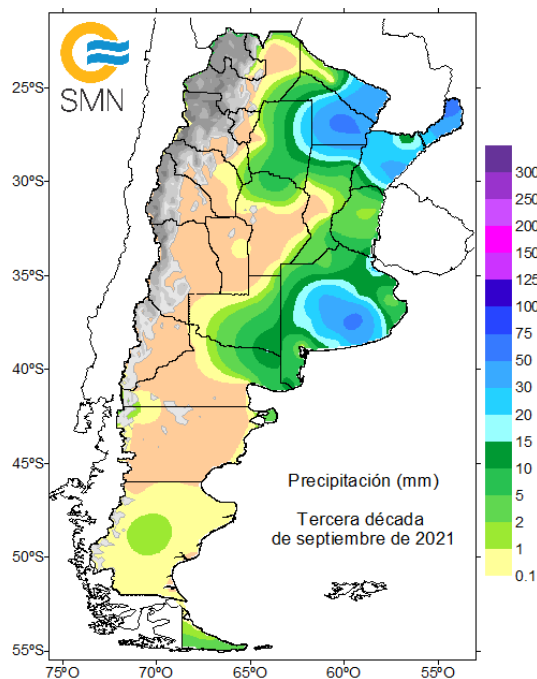 SMN
25ºS
30ºS
35ºS
40ºS
45ºS
50ºS
55ºS
75ºO
70ºO
65ºO
60ºO
55ºO
Precipitación (mm)
Tercera década
de septiembre de 2021
300
250
200
150
125
100
75
50
30
20
15
10
5
2
1
0.1